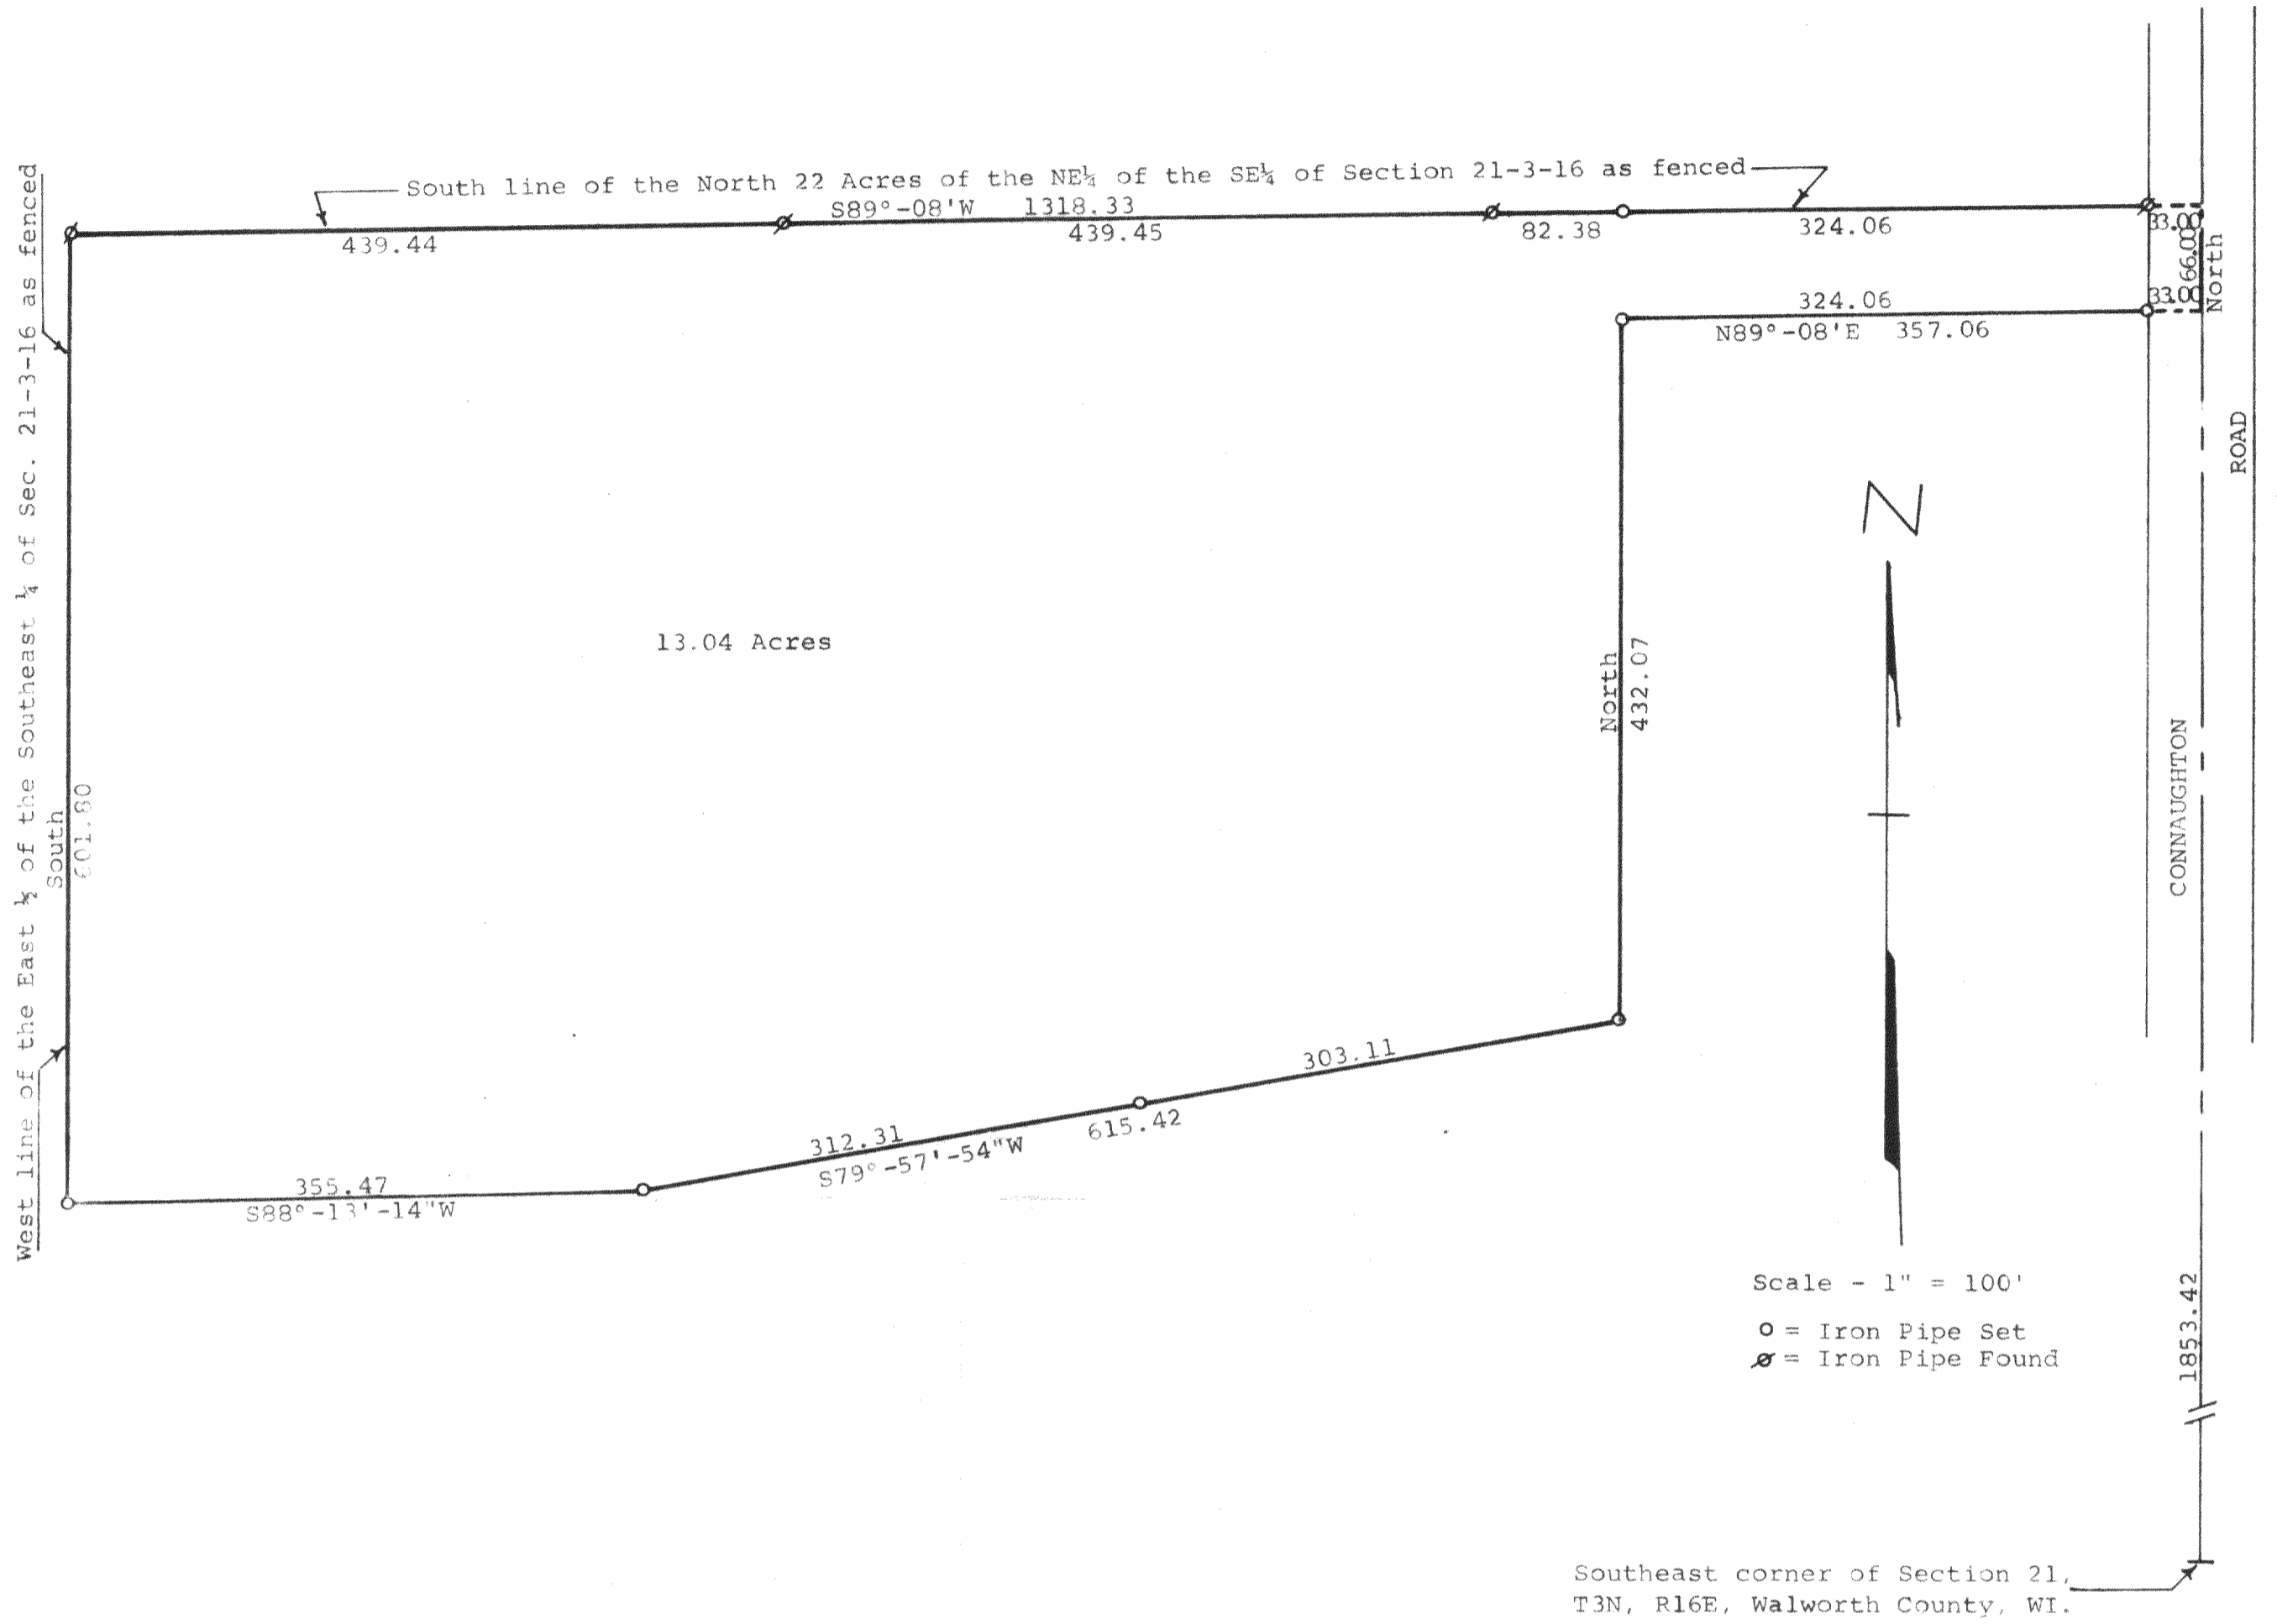 South line of the North 22 Acres of the NE¼ of the SE¼ of Section 21-3-16 as fenced
S89°-08'W 1318.33
439.44
439.45
82.38
324.06
33.00
66.00
North
33.00
324.06
N89°-08'E 357.06
West line of the East ½ of the Southeast ¼ of sec. 21-3-16 as fenced
South
601.80
13.04 Acres
North
432.07
N
ROAD
CONNAUGHTON
303.11
312.31
615.42
S79°-57'-54"W
355.47
S88°-13'-14"W
Scale - 1" = 100'
= Iron Pipe Set
= Iron Pipe Found
1853.42
Southeast corner of Section 21,
T3N, R16E, Walworth County, WI.